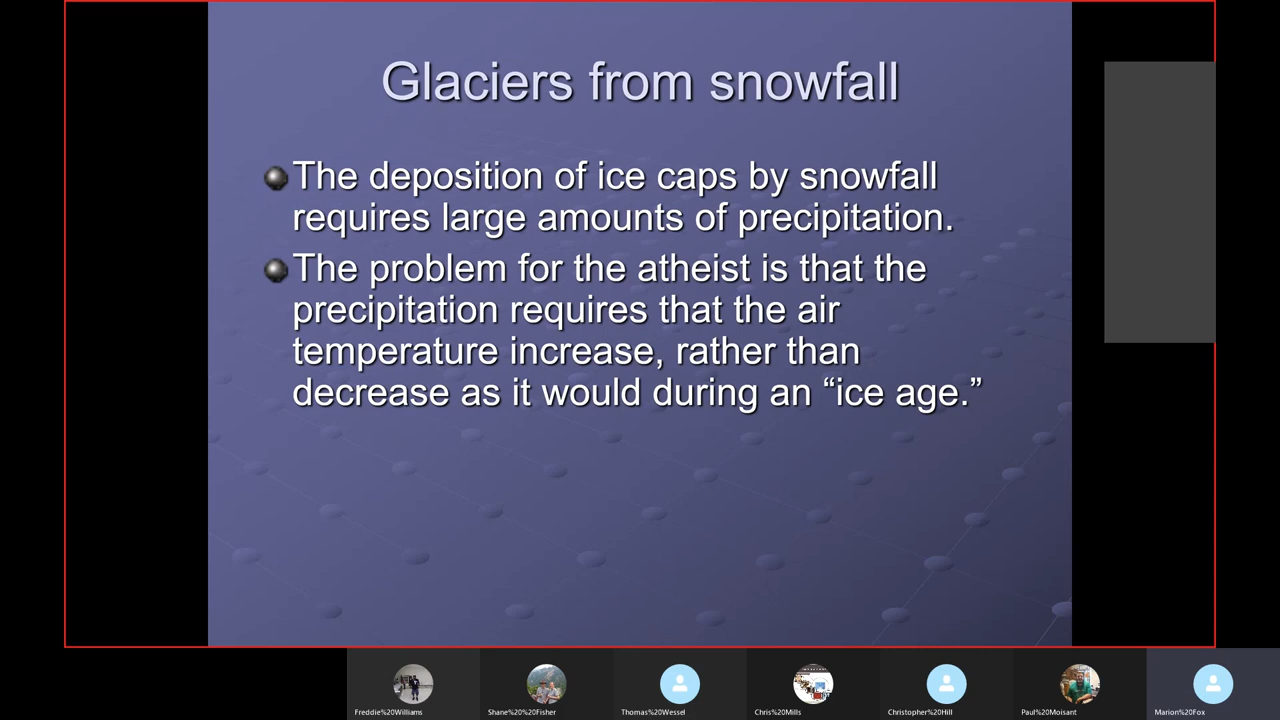 Glaciers from snowfall
The deposition of ice caps by snowfall
requires large amounts of precipitation.
The problem for the atheist is that the
precipitation requires that the air
temperature increase, rather than
decrease as it would during an “ice age.”
Freddie%20Williams
Shane%20%20Fisher
Thomas%20Wessel
Chris%20Mills
Christopher%20Hill
Paul%20Moisant
Marion%20Fox